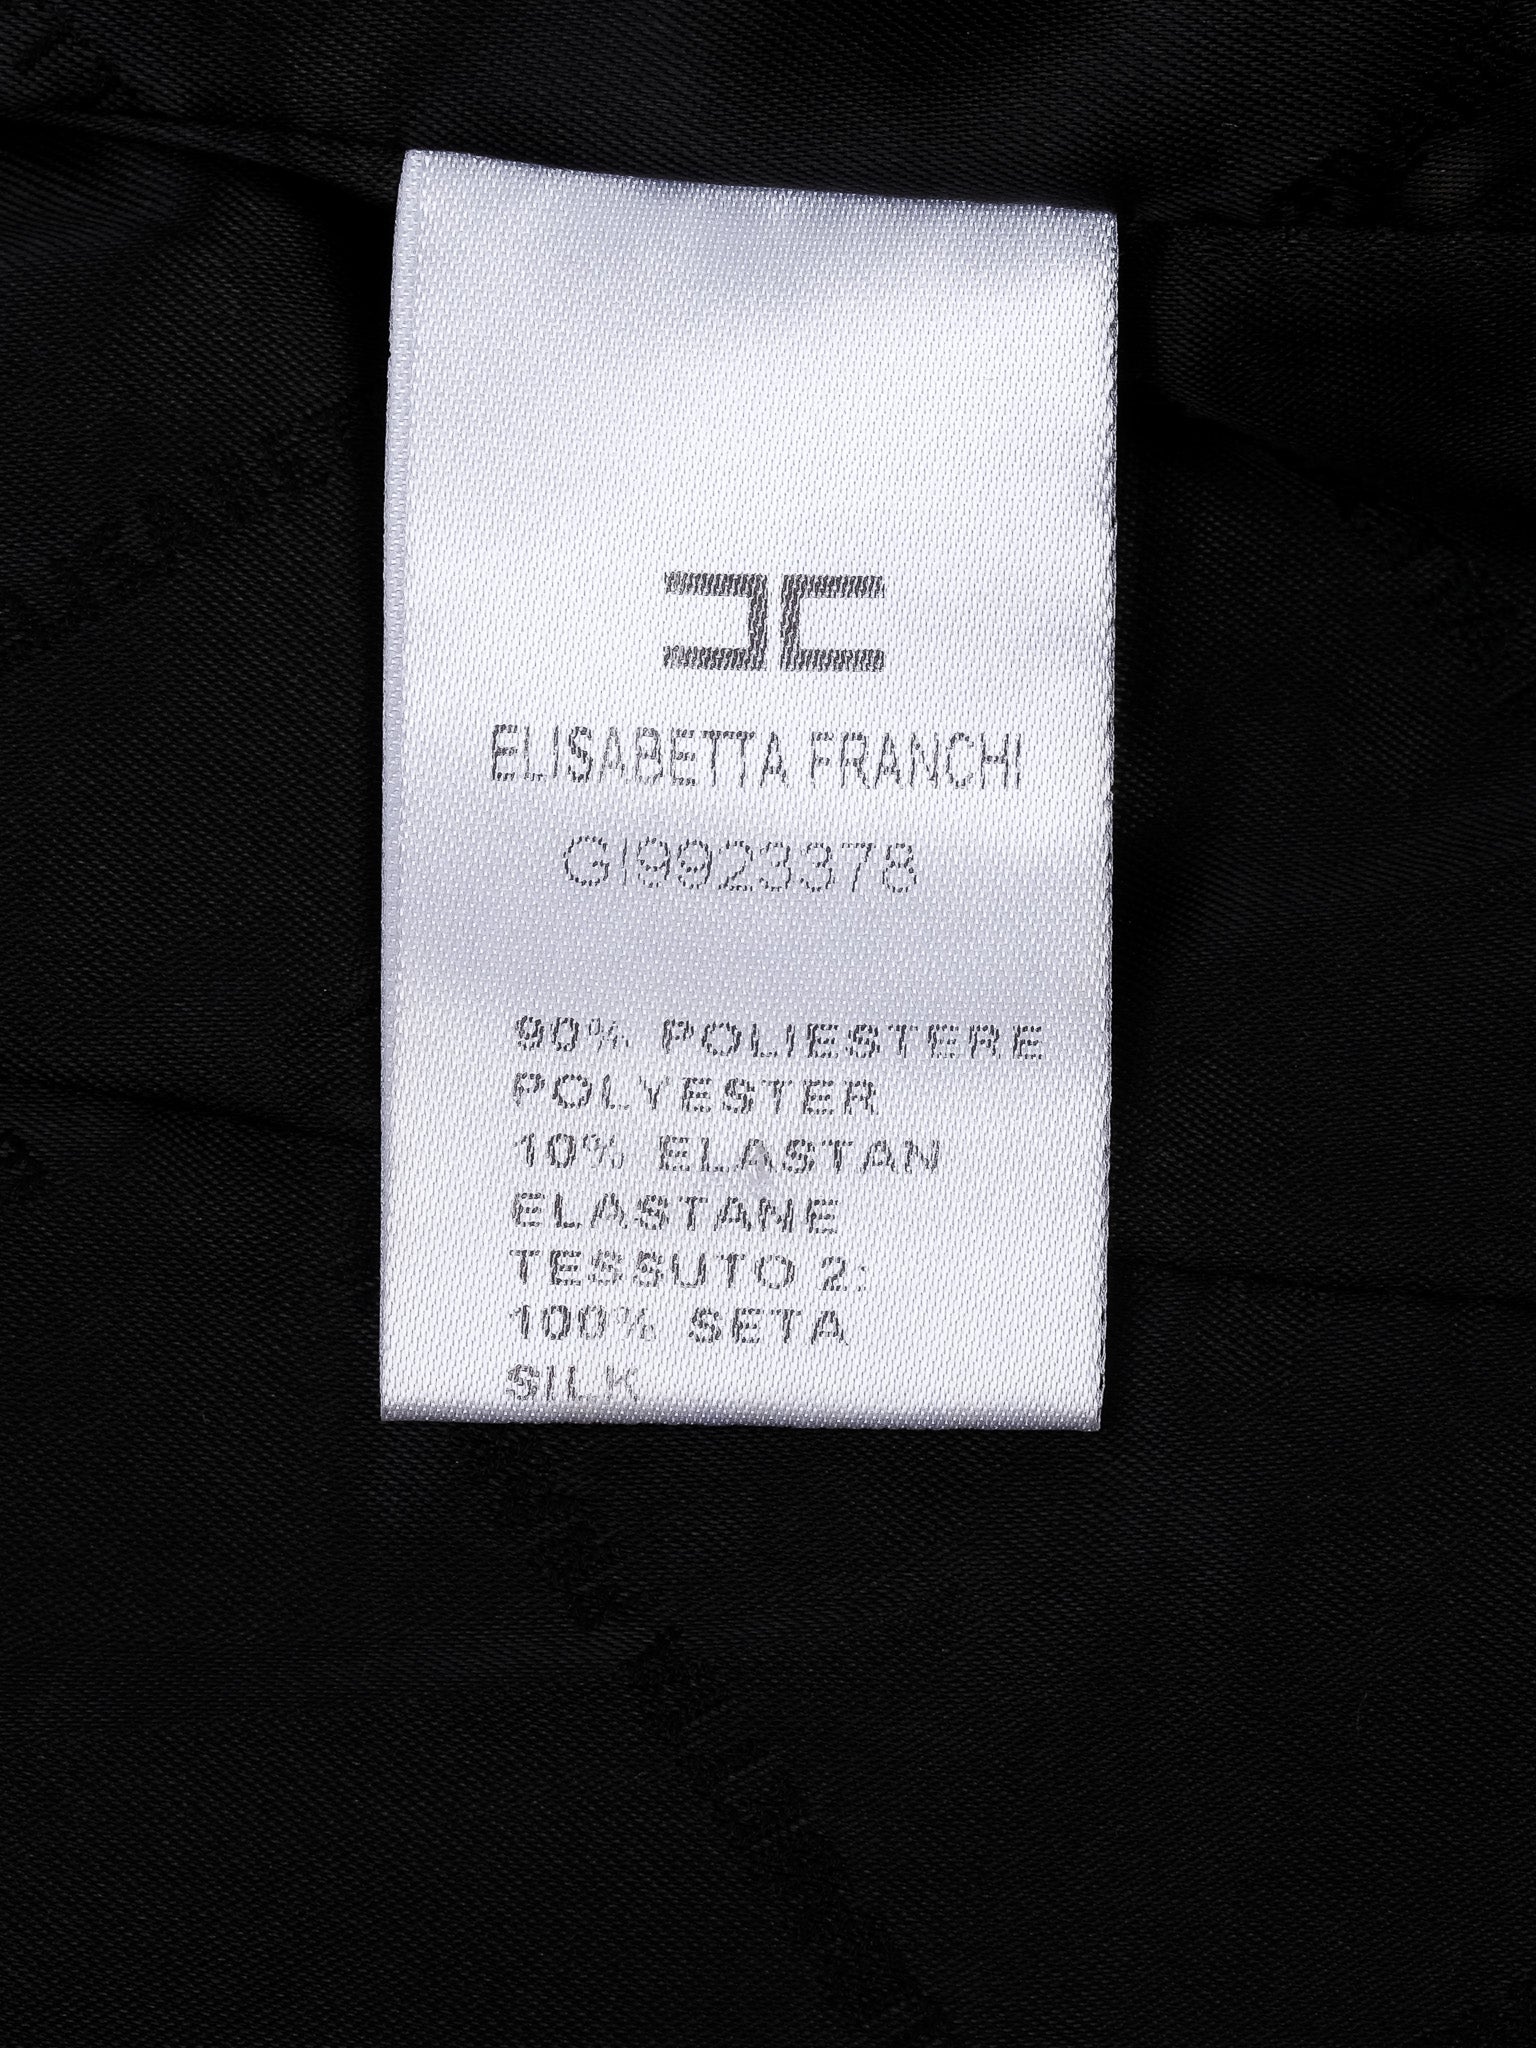 ELISABETTA FRANCHI
GI9923378
90% POLIESTERE
POLYESTER
10% ELASTAN
ELASTANE
TESSUTO 2:
100% SETA
SILK